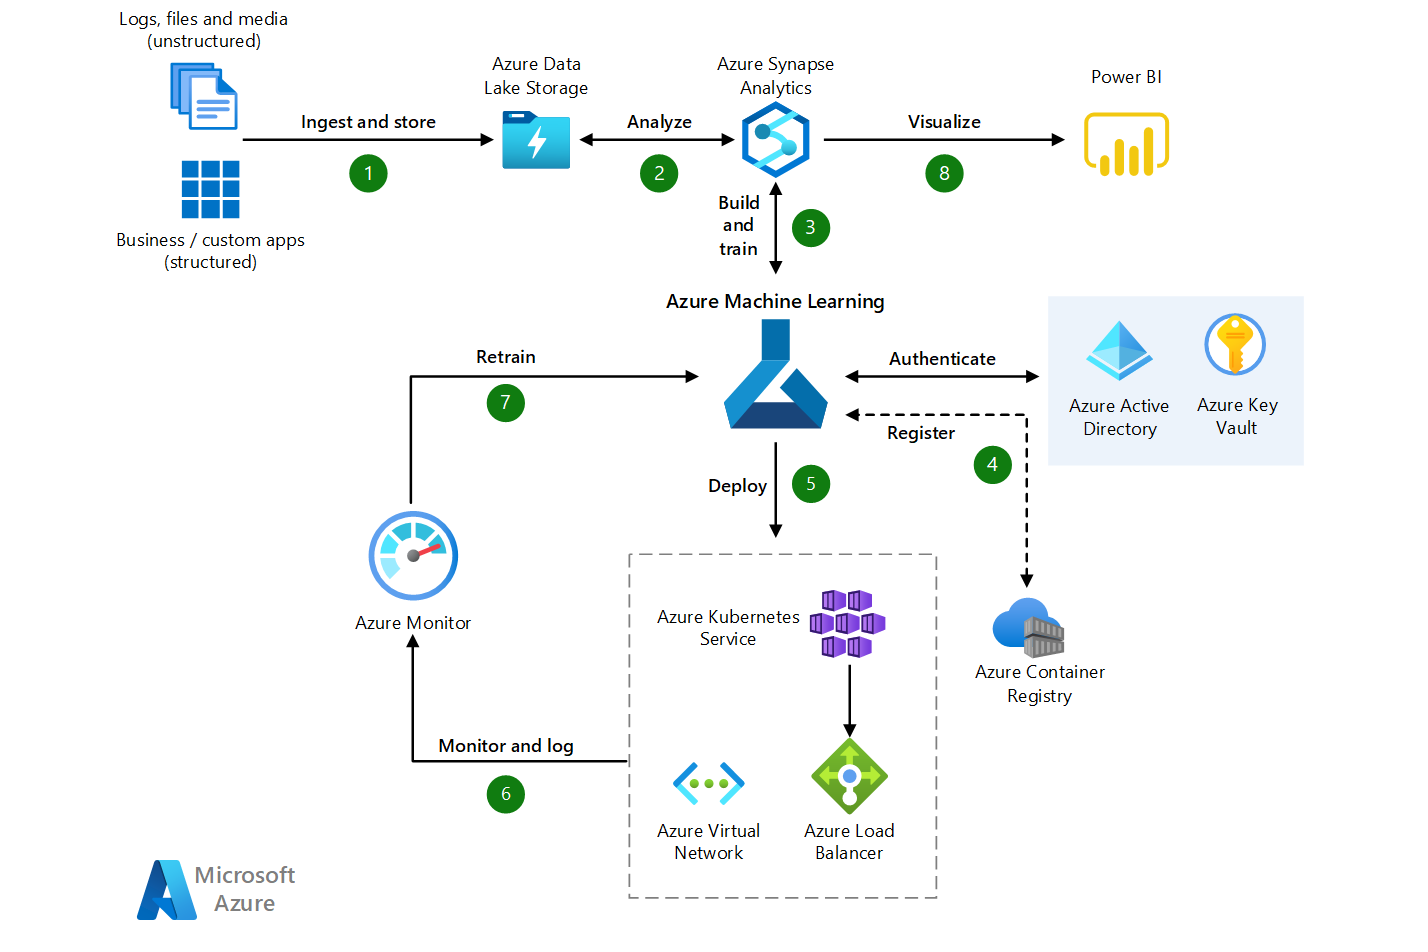 Logs, files and media
(unstructured)
Azure Data
Lake Storage
Azure Synapse
Analytics
Power BI
Ingest and store
1
Analyze
2
Visualize
8
Build
and
train
3
Business / custom apps
(structured)
Azure Machine Learning
Retrain
7
Authenticate
Azure Active
Directory
Azure Key
Vault
Register
4
Deploy
5
Azure Monitor
Azure Kubernetes
Service
Azure Container
Registry
Monitor and log
6
Azure Virtual
Network
Azure Load
Balancer
Microsoft
Azure